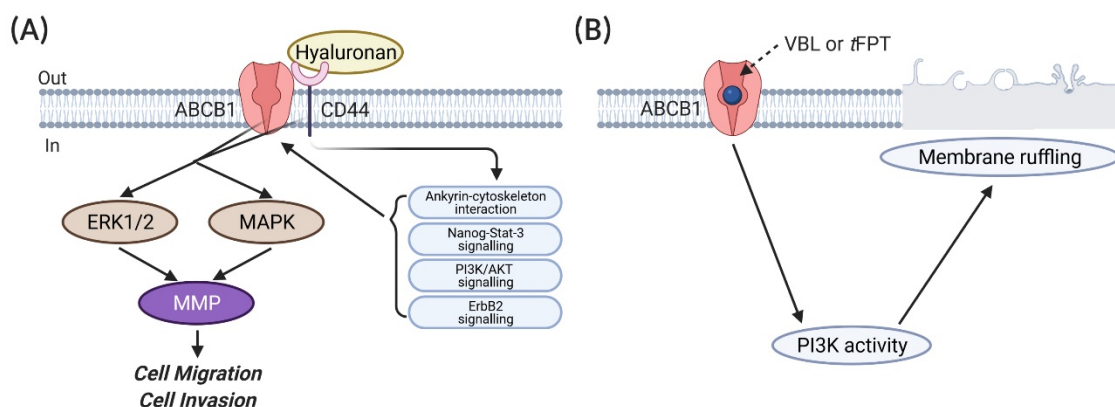 (A)
Hyaluronan
Out
ABCB1
CD44
In
ERK1/2
MAPK
MMP
Cell Migration
Cell Invasion
Ankyrin-cytoskeleton
interaction
Nanog-Stat-3
signalling
PI3K/AKT
signalling
ErbB2
signalling
(B)
VBL or tFPT
ABCB1
Membrane ruffling
PI3K activity